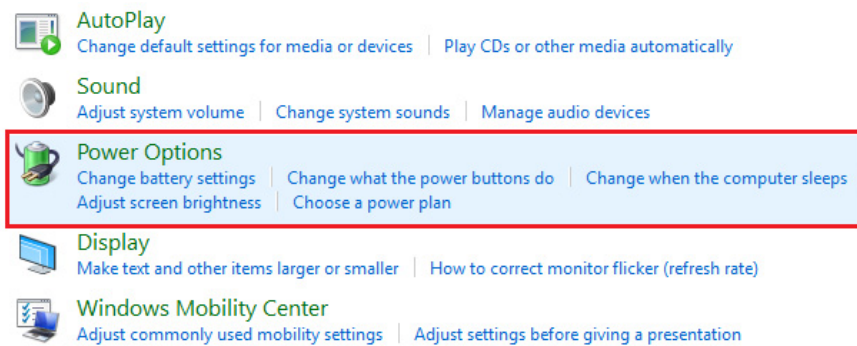 AutoPlay
Change default settings for media or devices | Play CDs or other media automatically
Sound
Adjust system volume | Change system sounds | Manage audio devices
Power Options
Change battery settings | Change what the power buttons do | Change when the computer sleeps
Adjust screen brightness | Choose a power plan
Display
Make text and other items larger or smaller | How to correct monitor flicker (refresh rate)
Windows Mobility Center
Adjust commonly used mobility settings | Adjust settings before giving a presentation